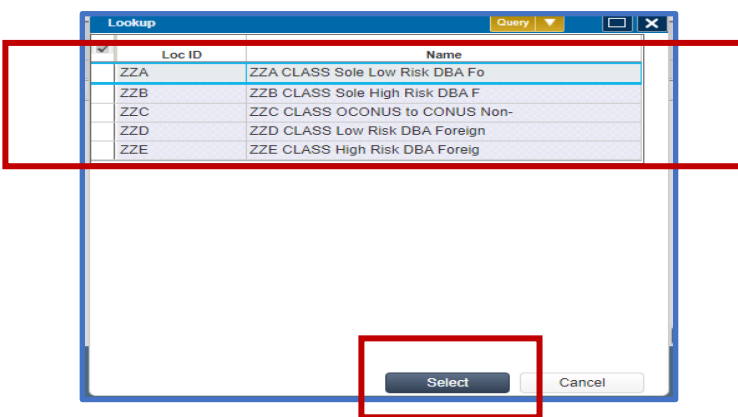 Lookup Query
Loc ID Name
ZZA ZZA CLASS Sole Low Risk DBA Fo
ZZB ZZB CLASS Sole High Risk DBA F
ZZC ZZC CLASS OCONUS to CONUS Non-
ZZD ZZD CLASS Low Risk DBA Foreign
ZZE ZZE CLASS High Risk DBA Foreig
Select Cancel